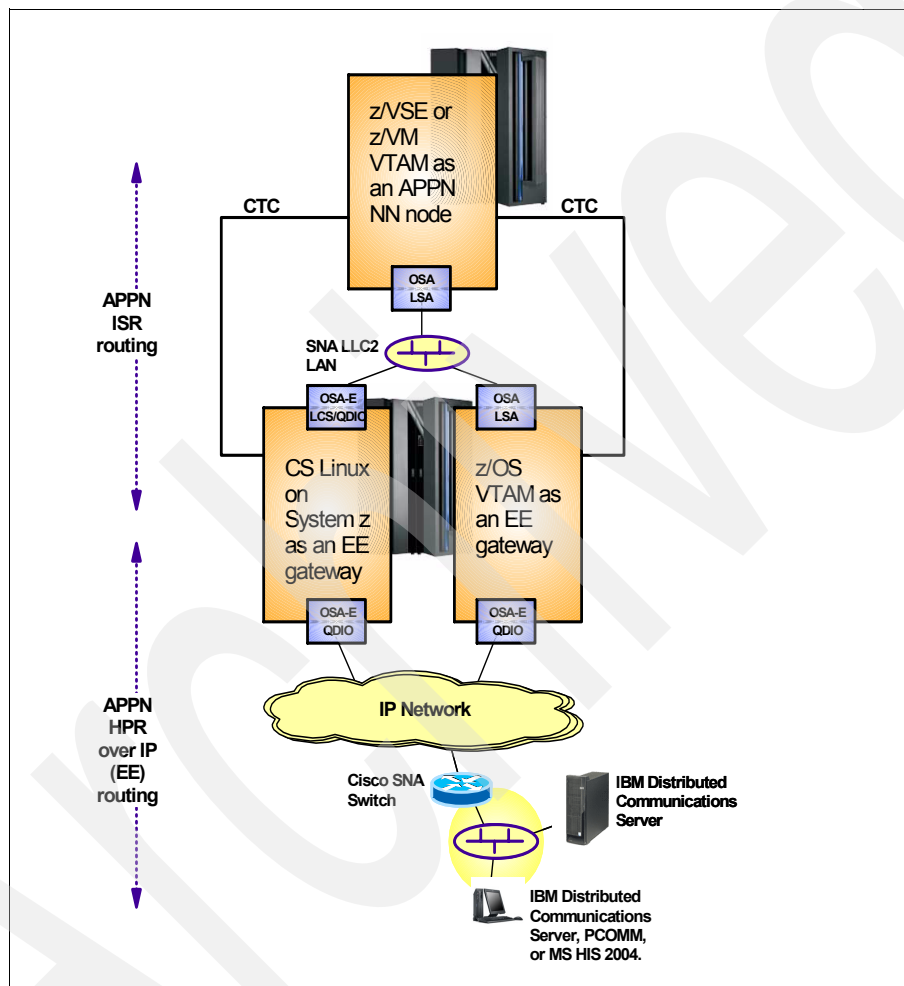 z/VSE or
z/VM
VTAM as
an APPN
NN node
CTC
CTC
OSA
LSA
APPN
ISR
routing
SNA LLC2
LAN
OSA-E
LCS/QDIO
OSA
LSA
CS Linux
on
System z
as an EE
gateway
z/OS
VTAM as
an EE
gateway
OSA-E
QDIO
OSA-E
QDIO
APPN
HPR
over IP
(EE)
routing
IP Network
Cisco SNA
Switch
IBM Distributed
Communications
Server
IBM Distributed
Communications
Server, PCOMM,
or MS HIS 2004.